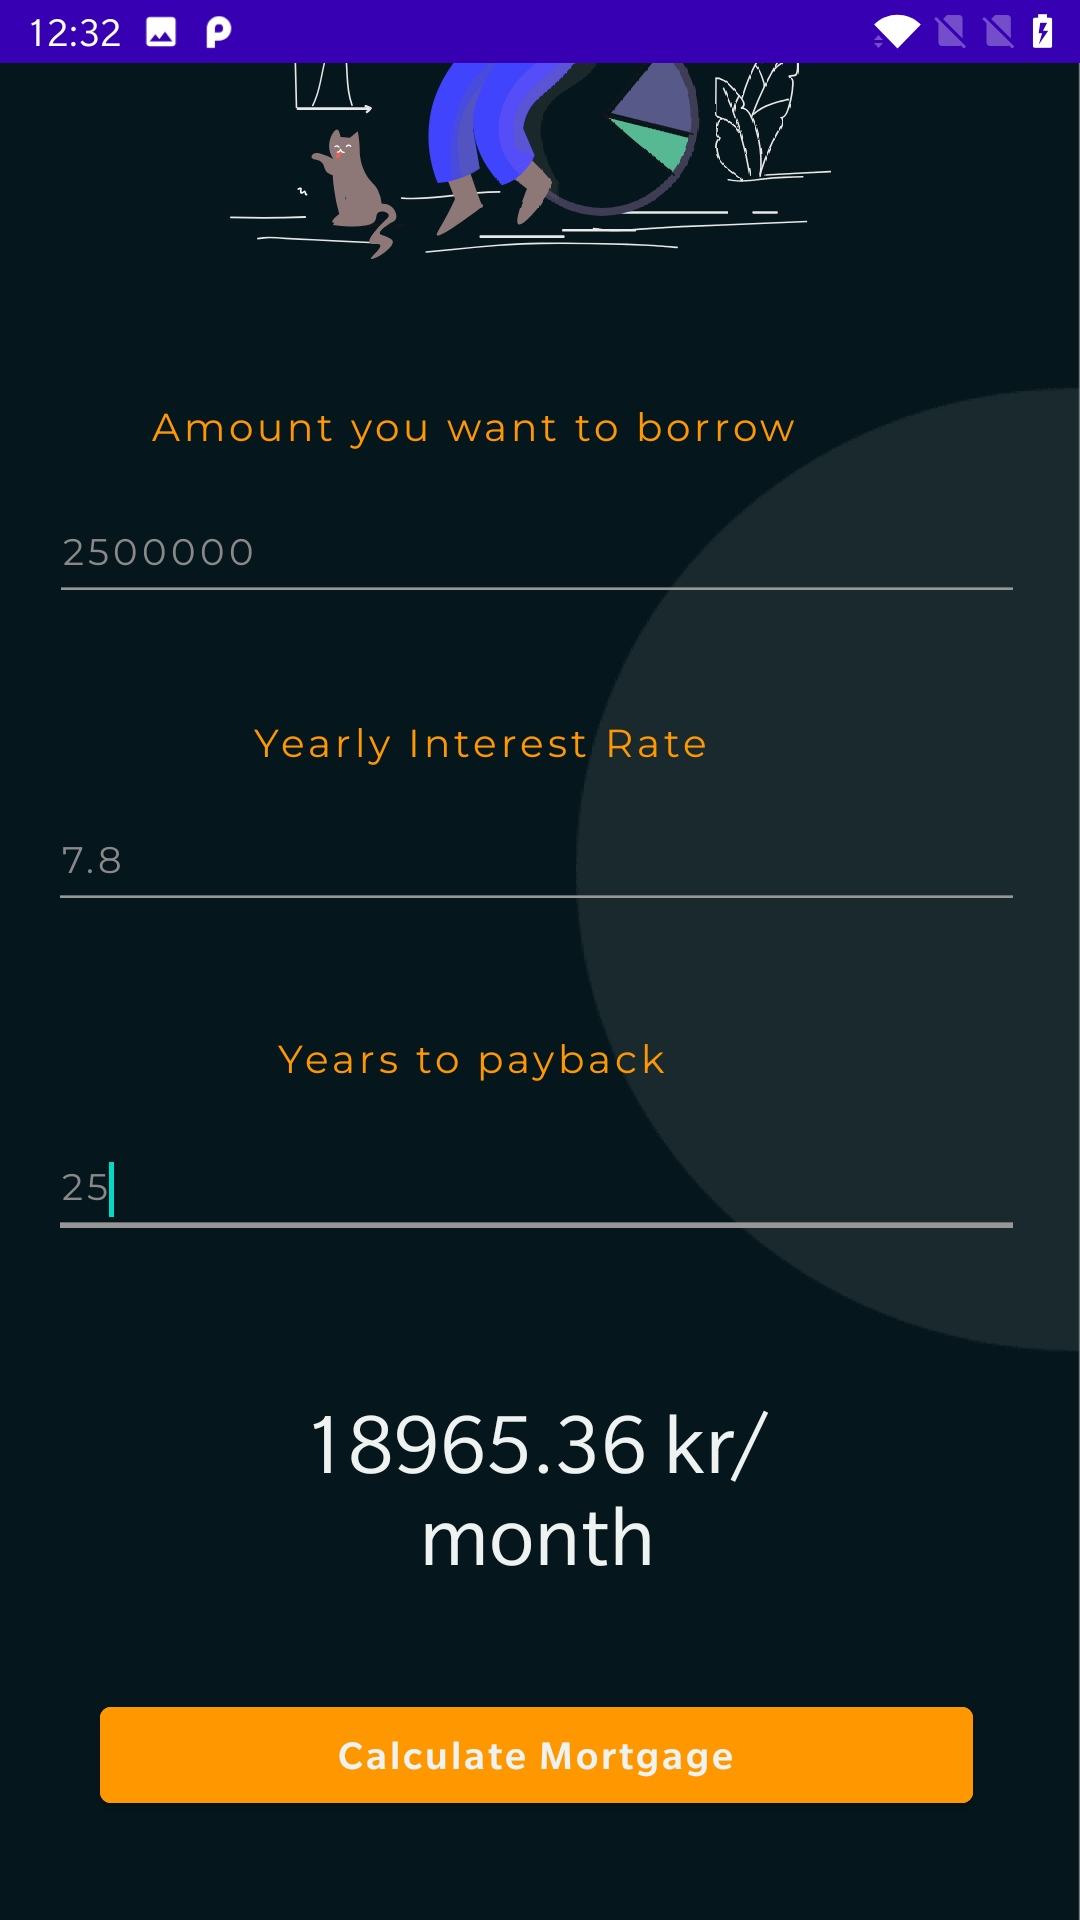 12:32
Amount you want to borrow
2500000
Yearly Interest Rate
7.8
Years to payback
25
18965.36 kr/
month
Calculate Mortgage